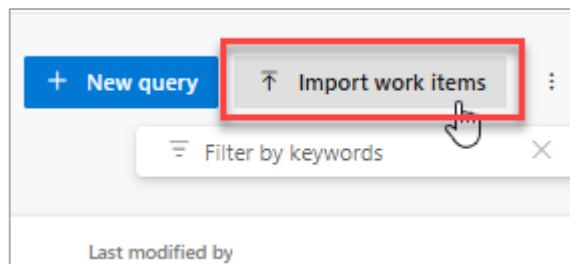 + New query
Import work items
Filter by keywords
Last modified by